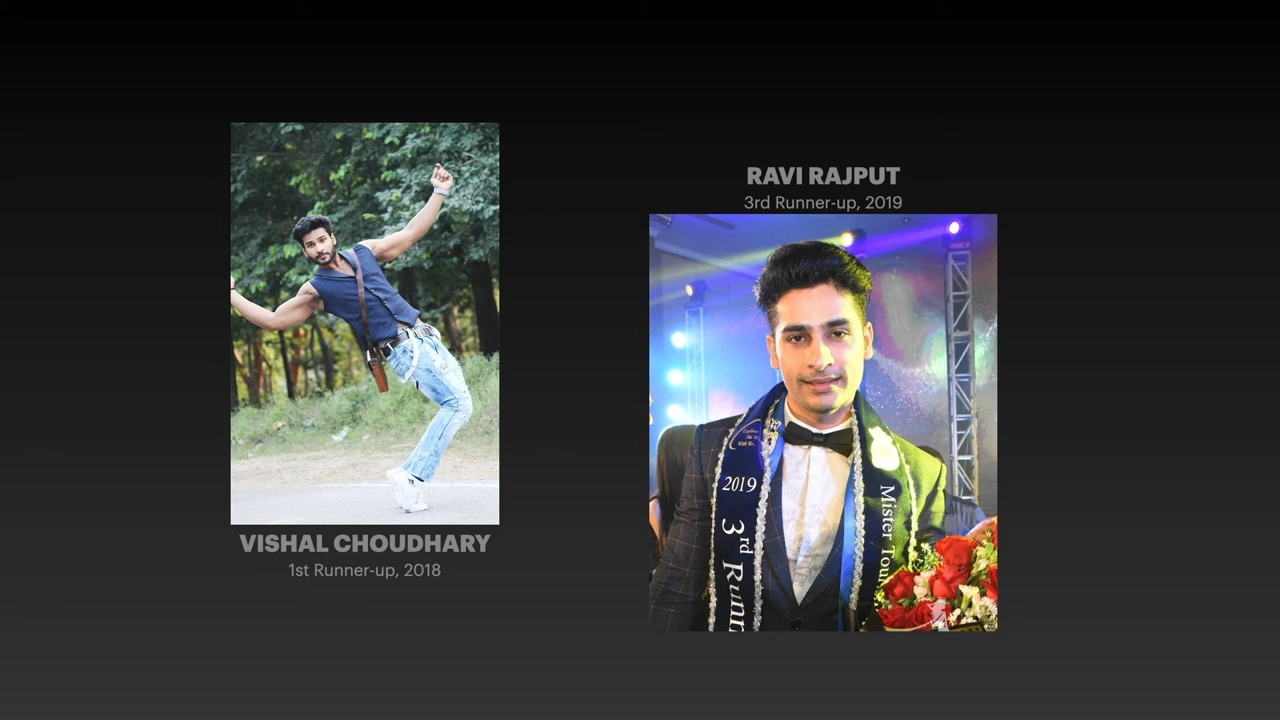 VISHAL CHOUDHARY
1st Runner-up, 2018
RAVI RAJPUT
3rd Runner-up, 2019
2019
3rd
Mister